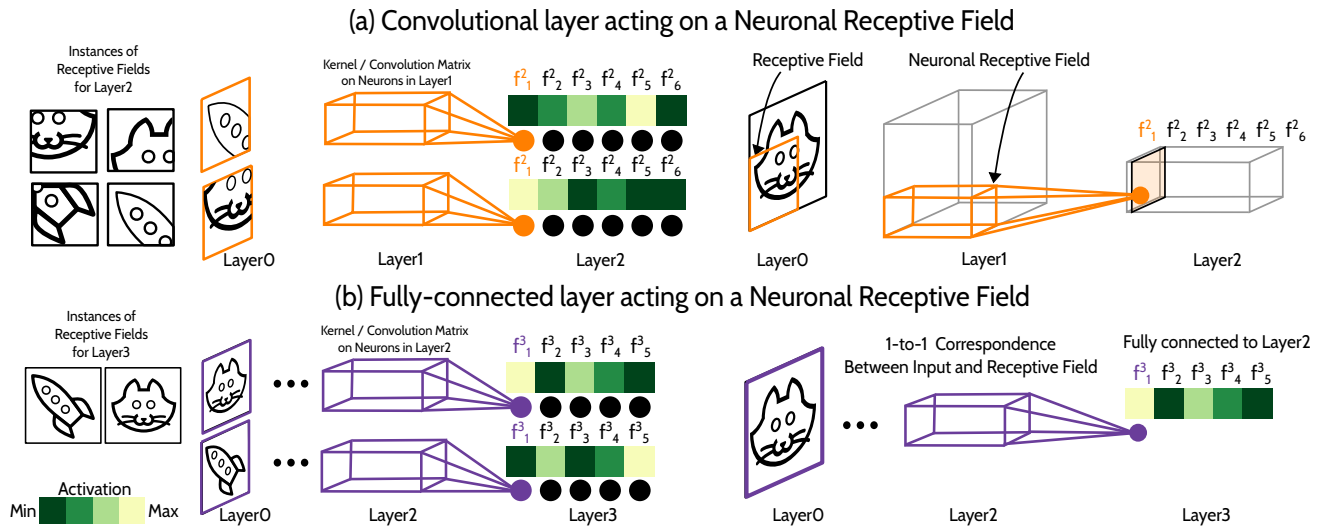 (a) Convolutional layer acting on a Neuronal Receptive Field
Instances of
Receptive Fields
for Layer2
Kernel / Convolution Matrix
on Neurons in Layer1
f²₁ f²₂ f²₃ f²₄ f²₅ f²₆
f²₁ f²₂ f²₃ f²₄ f²₅ f²₆
Layer0
Layer1
Layer2
Receptive Field
Neuronal Receptive Field
f²₁ f²₂ f²₃ f²₄ f²₅ f²₆
Layer0
Layer1
Layer2
(b) Fully-connected layer acting on a Neuronal Receptive Field
Instances of
Receptive Fields
for Layer3
Kernel / Convolution Matrix
on Neurons in Layer2
f³₁ f³₂ f³₃ f³₄ f³₅
f³₁ f³₂ f³₃ f³₄ f³₅
Activation
Min Max
Layer0
Layer2
Layer3
1-to-1 Correspondence
Between Input and Receptive Field
Fully connected to Layer2
f³₁ f³₂ f³₃ f³₄ f³₅
Layer0
Layer2
Layer3